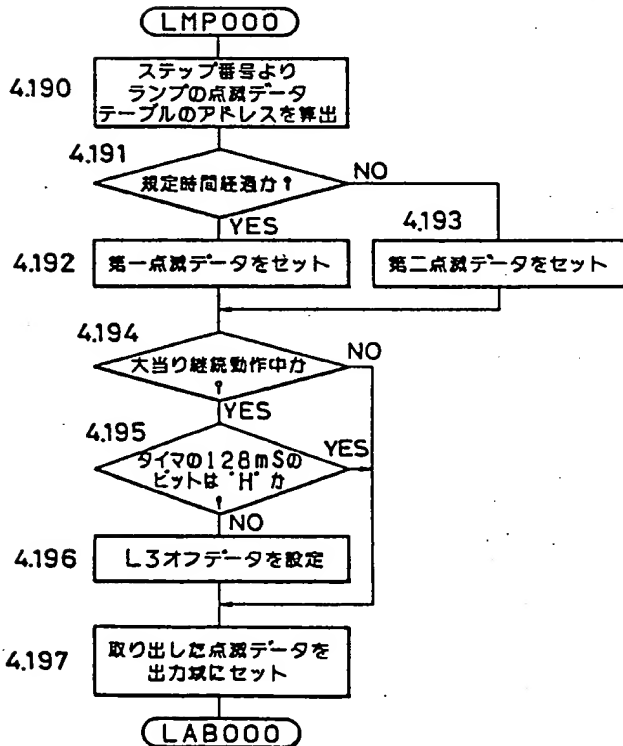 LMP000
4.190
ステップ番号より
ランプの点滅データ
テーブルのアドレスを算出
4.191
規定時間経過か?
NO
YES
4.193
4.192
第一点滅データをセット
第二点滅データをセット
4.194
大当り継続動作中か
?
NO
YES
4.195
タイマの128mSの
ビットは"H"か
?
YES
NO
4.196
L3オフデータを設定
4.197
取り出した点滅データを
出力域にセット
LAB000